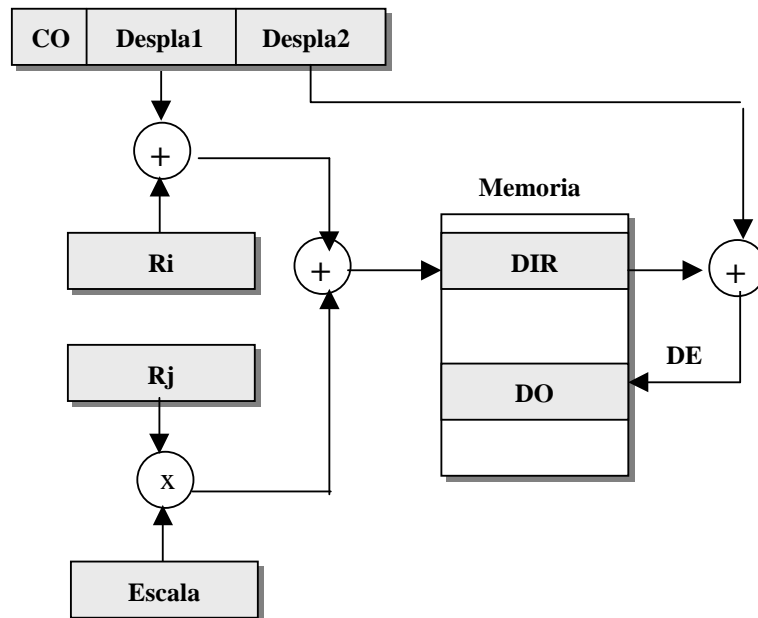 CO Despla1 Despla2
+
Memoria
Ri
+
DIR
+
Rj
DE
DO
x
Escala